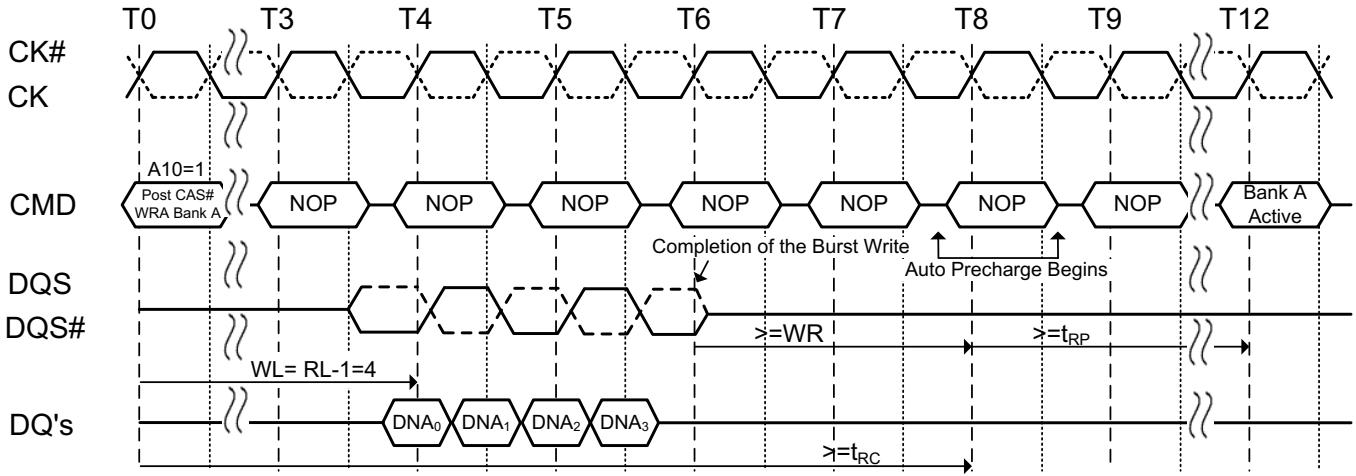 T0 T3 T4 T5 T6 T7 T8 T9 T12
CK#
CK
A10=1
CMD
Post CAS#
WRA Bank A
NOP NOP NOP NOP NOP NOP NOP
Bank A
Active
Completion of the Burst Write
Auto Precharge Begins
DQS
DQS#
>=WR
>=tRP
WL= RL-1=4
DQ's
DNA0 DNA1 DNA2 DNA3
>=tRC